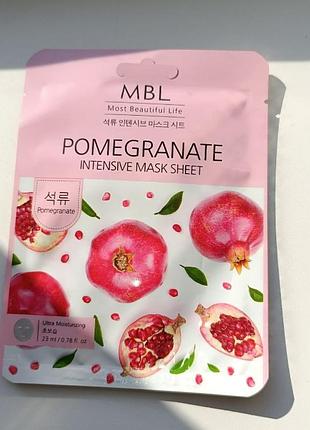 MBL
Most Beautiful Life
석류 인텐시브 마스크 시트
POMEGRANATE
INTENSIVE MASK SHEET
석류
Pomegranate
Ultra Moisturizing
초보습
23 ml / 0.78 fl. oz